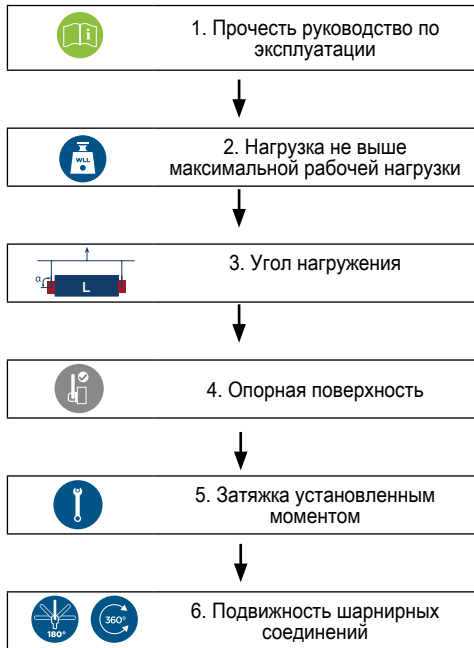 1. Прочесть руководство по
эксплуатации
WLL
2. Нагрузка не выше
максимальной рабочей нагрузки
α
L
3. Угол нагружения
4. Опорная поверхность
5. Затяжка установленным
моментом
180°
360°
6. Подвижность шарнирных
соединений